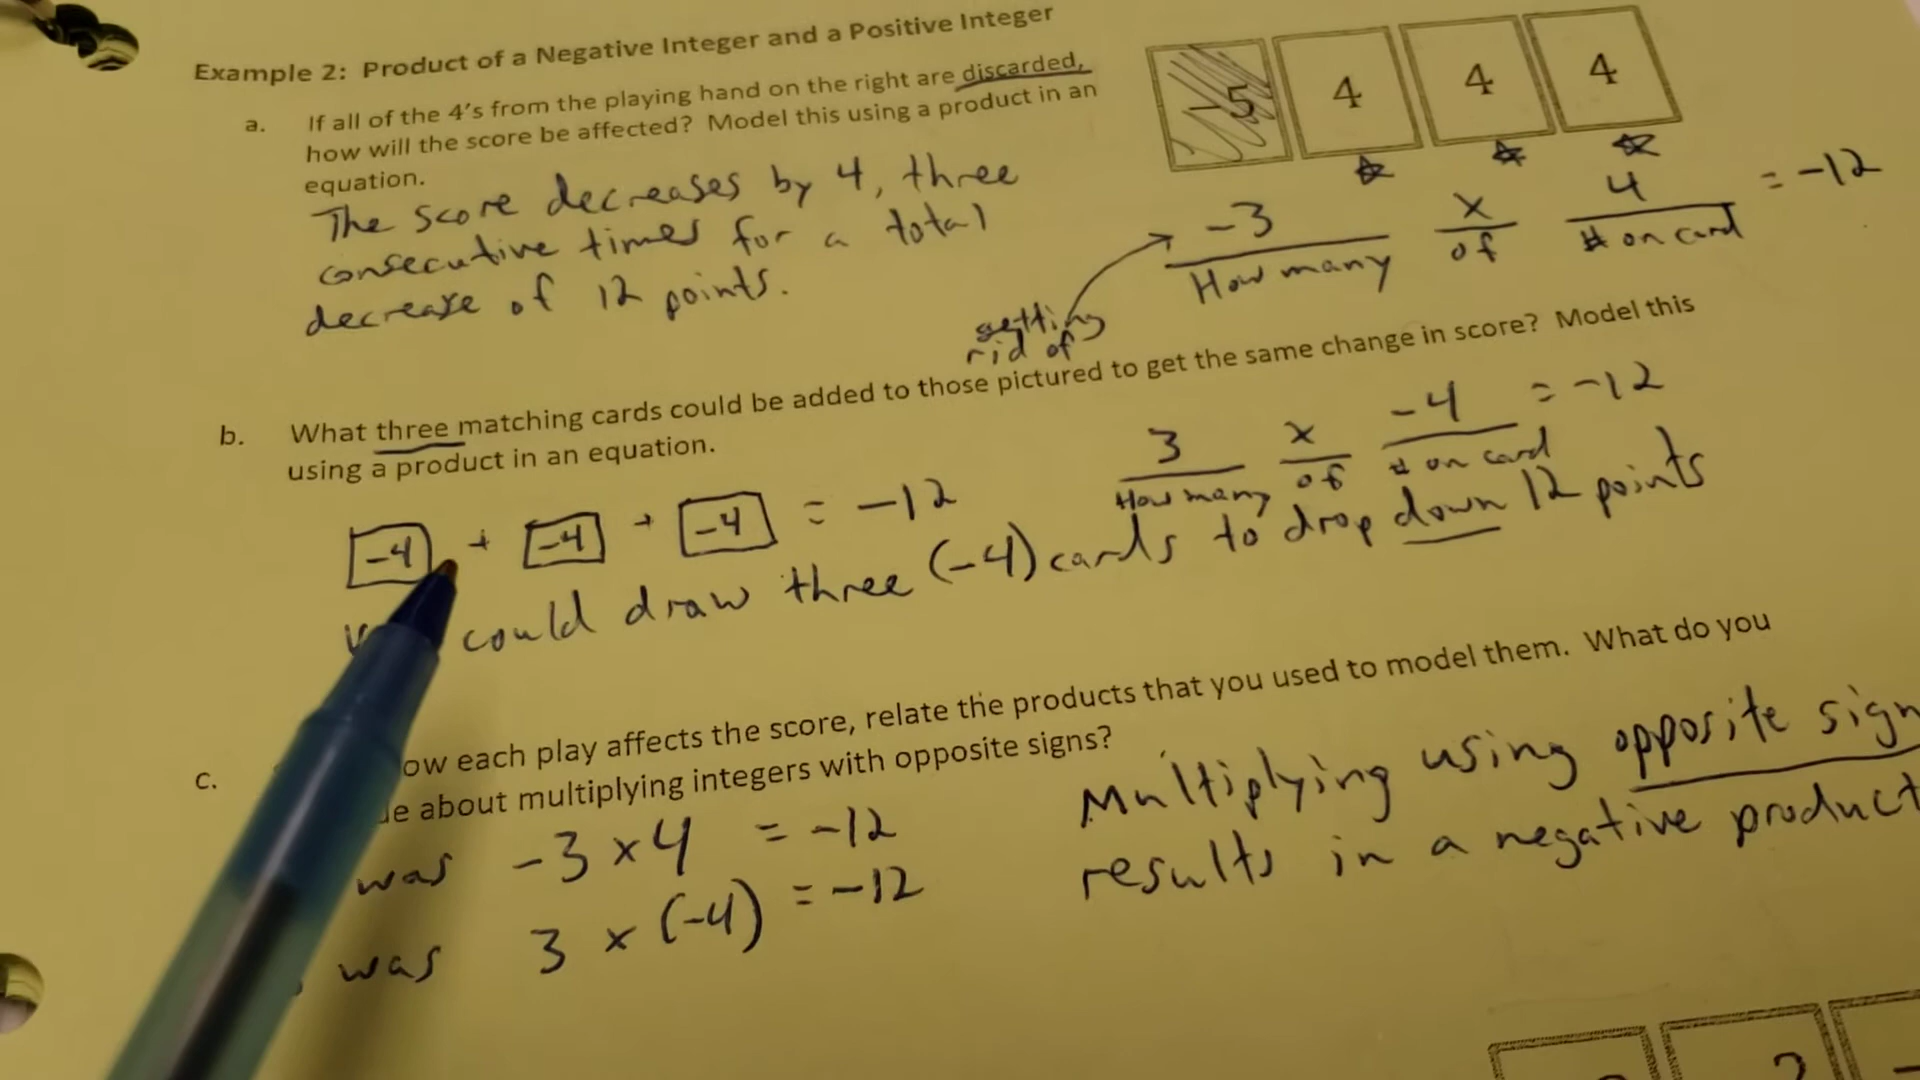 Example 2: Product of a Negative Integer and a Positive Integer
a. If all of the 4's from the playing hand on the right are discarded,
how will the score be affected? Model this using a product in an
equation.
-5 4 4 4
The score decreases by 4, three
consecutive times for a total
decrease of 12 points.
-3 x 4 = -12
How many of # on card
getting
rid of
b. What three matching cards could be added to those pictured to get the same change in score? Model this
using a product in an equation.
3 x -4 = -12
How many of # on card
-4 + -4 + -4 = -12
could draw three (-4) cards to drop down 12 points
c. ow each play affects the score, relate the products that you used to model them. What do you
about multiplying integers with opposite signs?
was -3 x 4 = -12
was 3 x (-4) = -12
Multiplying using opposite sign
results in a negative product